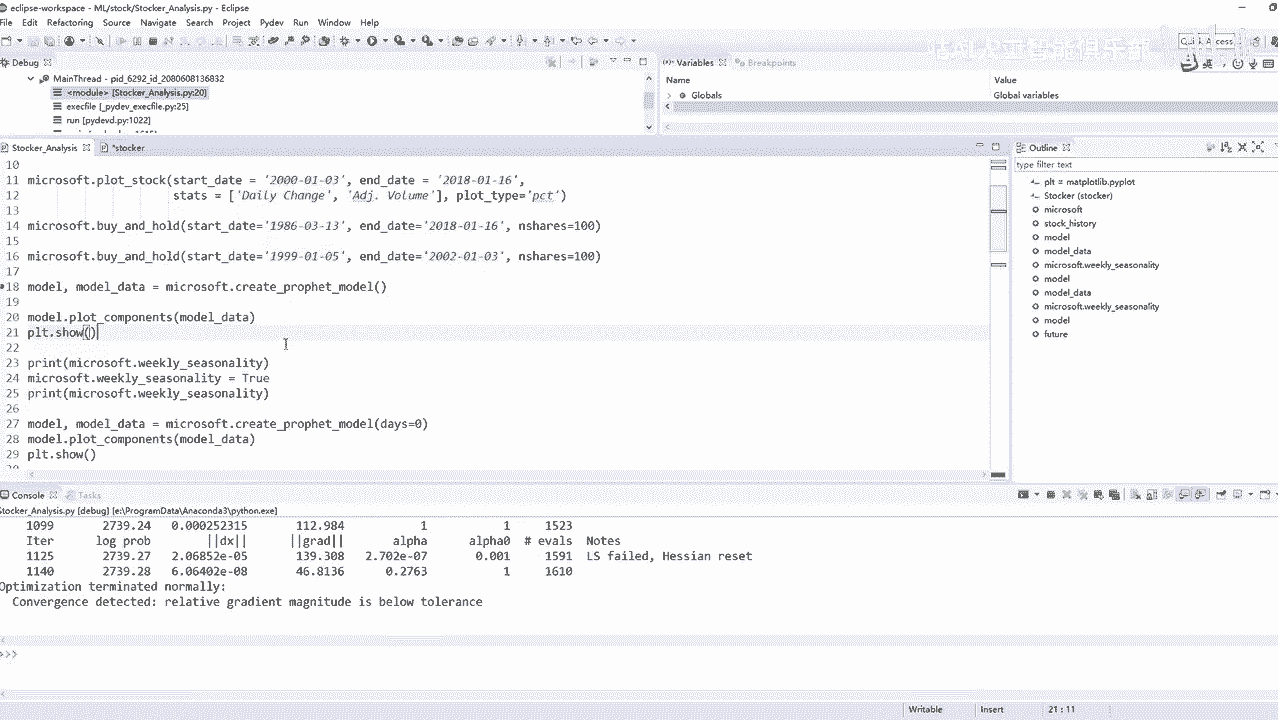 eclipse-workspace - ML/stock/Stocker_Analysis.py - Eclipse
File Edit Refactoring Source Navigate Search Project Pydev Run Window Help
Debug
Variables Breakpoints
MainThread - pid_6292_id_2080608136832
<module> [Stocker_Analysis.py:20]
execfile [_pydev_execfile.py:25]
run [pydevd.py:1022]
Name Value
Globals Global variables
Stocker_Analysis *stocker
10
11 microsoft.plot_stock(start_date = '2000-01-03', end_date = '2018-01-16',
12 stats = ['Daily Change', 'Adj. Volume'], plot_type='pct')
13
14 microsoft.buy_and_hold(start_date='1986-03-13', end_date='2018-01-16', nshares=100)
15
16 microsoft.buy_and_hold(start_date='1999-01-05', end_date='2002-01-03', nshares=100)
17
18 model, model_data = microsoft.create_prophet_model()
19
20 model.plot_components(model_data)
21 plt.show()
22
23 print(microsoft.weekly_seasonality)
24 microsoft.weekly_seasonality = True
25 print(microsoft.weekly_seasonality)
26
27 model, model_data = microsoft.create_prophet_model(days=0)
28 model.plot_components(model_data)
29 plt.show()
Outline
type filter text
plt = matplotlib.pyplot
Stocker (stocker)
microsoft
stock_history
model
model_data
microsoft.weekly_seasonality
model
model_data
microsoft.weekly_seasonality
model
future
Console Tasks
Stocker_Analysis.py [debug] [e:\ProgramData\Anaconda3\python.exe]
1099 2739.24 0.000252315 112.984 1 1 1523
Iter log prob ||dx|| ||grad|| alpha alpha0 # evals Notes
1125 2739.27 2.06852e-05 139.308 2.702e-07 0.001 1591 LS failed, Hessian reset
1140 2739.28 6.06402e-08 46.8136 0.2763 1 1610
Optimization terminated normally:
Convergence detected: relative gradient magnitude is below tolerance
>>>
Writable Insert 21 : 11